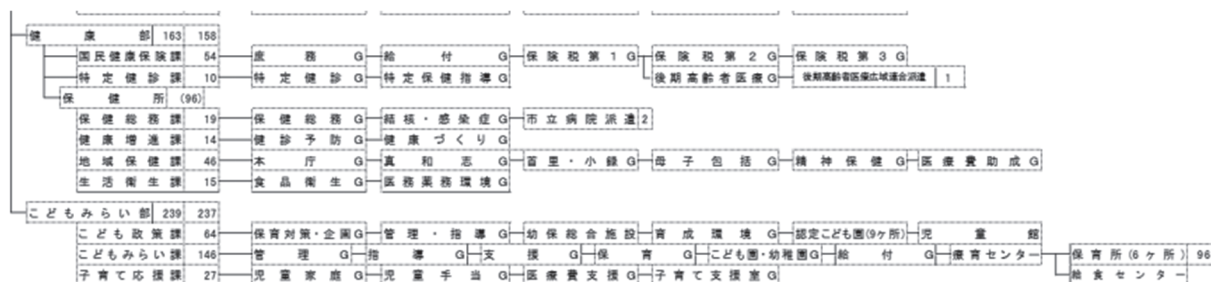 健康部 163 158
国民健康保険課 54 庶務G 給付G 保険税第1G 保険税第2G 保険税第3G
特定健診課 10 特定健診G 特定保健指導G 後期高齢者医療G 後期高齢者医療広域連合派遣 1
保健所 (96)
保健総務課 19 保健総務G 結核・感染症G 市立病院派遣 2
健康増進課 14 健診予防G 健康づくりG
地域保健課 46 本庁G 真和志G 首里・小録G 母子包括G 精神保健G 医療費助成G
生活衛生課 15 食品衛生G 医務薬務環境G
こどもみらい部 239 237
こども政策課 64 保育対策・企画G 管理・指導G 幼保総合施設 育成環境G 認定こども園(9ヶ所) 児童館
こどもみらい課 146 管理G 指導G 支援G 保育G こども園・幼稚園G 給付G 療育センター 保育所(6ヶ所) 96
子育て応援課 27 児童家庭G 児童手当G 医療費支援G 子育て支援室G 給食センター